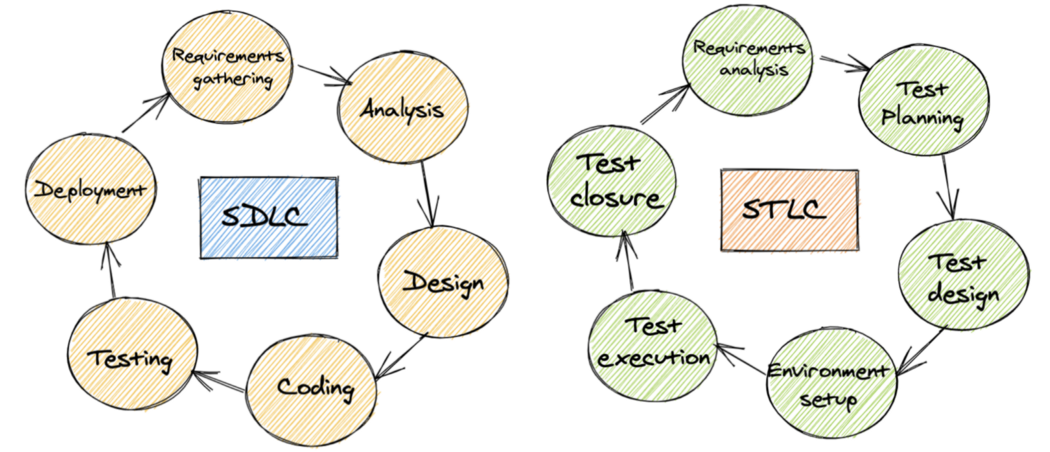 Requirements
gathering
Analysis
Design
Coding
Testing
Deployment
SDLC
Requirements
analysis
Test
Planning
Test
design
Environment
setup
Test
execution
Test
closure
STLC